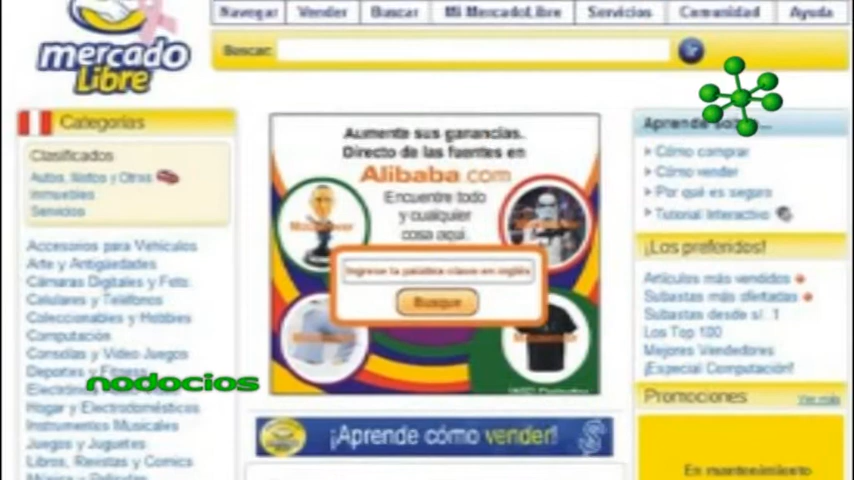 Navegar
Vender
Buscar
Mi MercadoLibre
Servicios
Comunidad
Ayuda
mercado
Libre
Buscar:
Ir
Categorías
Clasificados
Autos, Motos y Otros
Inmuebles
Servicios
Accesorios para Vehículos
Arte y Antigüedades
Cámaras Digitales y Foto.
Celulares y Teléfonos
Coleccionables y Hobbies
Computación
Consolas y Video Juegos
Deportes y Fitness
nodocios
Hogar y Electrodomésticos
Instrumentos Musicales
Juegos y Juguetes
Libros, Revistas y Comics
Música y Películas
Aumente sus ganancias.
Directo de las fuentes en
Alibaba.com
Encuentre todo
y cualquier
cosa aquí.
Ingrese la palabra clave en inglés
Busque
¡Aprende cómo vender!
Aprende
Cómo comprar
Cómo vender
Por qué es seguro
Tutorial Interactivo
¡Los preferidos!
Artículos más vendidos
Subastas más ofertadas
Subastas desde s/. 1
Los Top 100
Mejores Vendedores
¡Especial Computación!
Promociones
Ver más
En mantenimiento